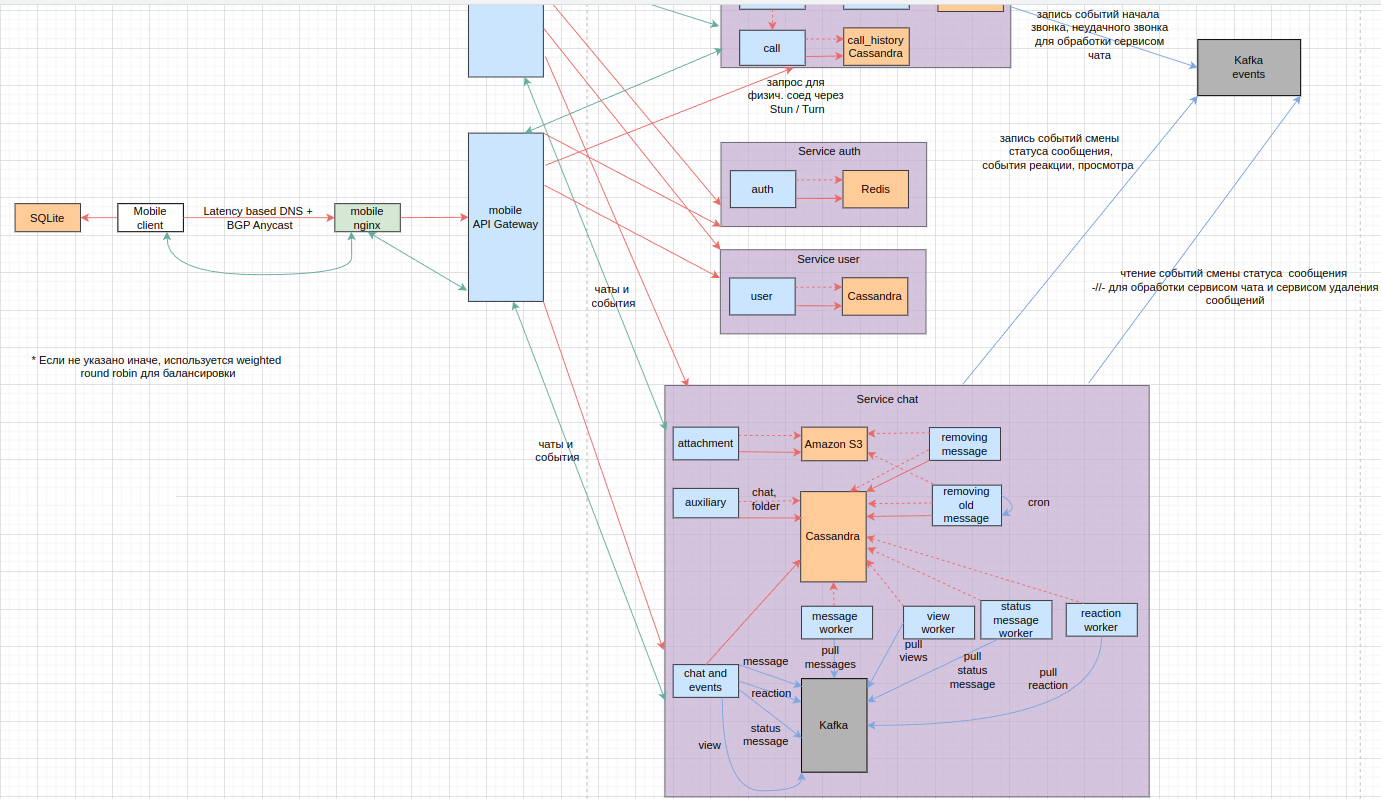 запись событий начала
звонка, неудачного звонка
для обработки сервисом
чата
call
call_history
Cassandra
Kafka
events
запрос для
физич. соед через
Stun / Turn
запись событий смены
статуса сообщения,
события реакции, просмотра
Service auth
auth
Redis
SQLite
Mobile
client
Latency based DNS +
BGP Anycast
mobile
nginx
mobile
API Gateway
Service user
user
Cassandra
чаты и
события
чтение событий смены статуса  сообщения
-//- для обработки сервисом чата и сервисом удаления
сообщений
* Если не указано иначе, используется weighted
round robin для балансировки
чаты и
события
Service chat
attachment
Amazon S3
removing
message
auxiliary
chat,
folder
Cassandra
removing
old
message
cron
message
worker
view
worker
status
message
worker
reaction
worker
pull
messages
pull
views
pull
status
message
pull
reaction
chat and
events
message
reaction
status
message
view
Kafka